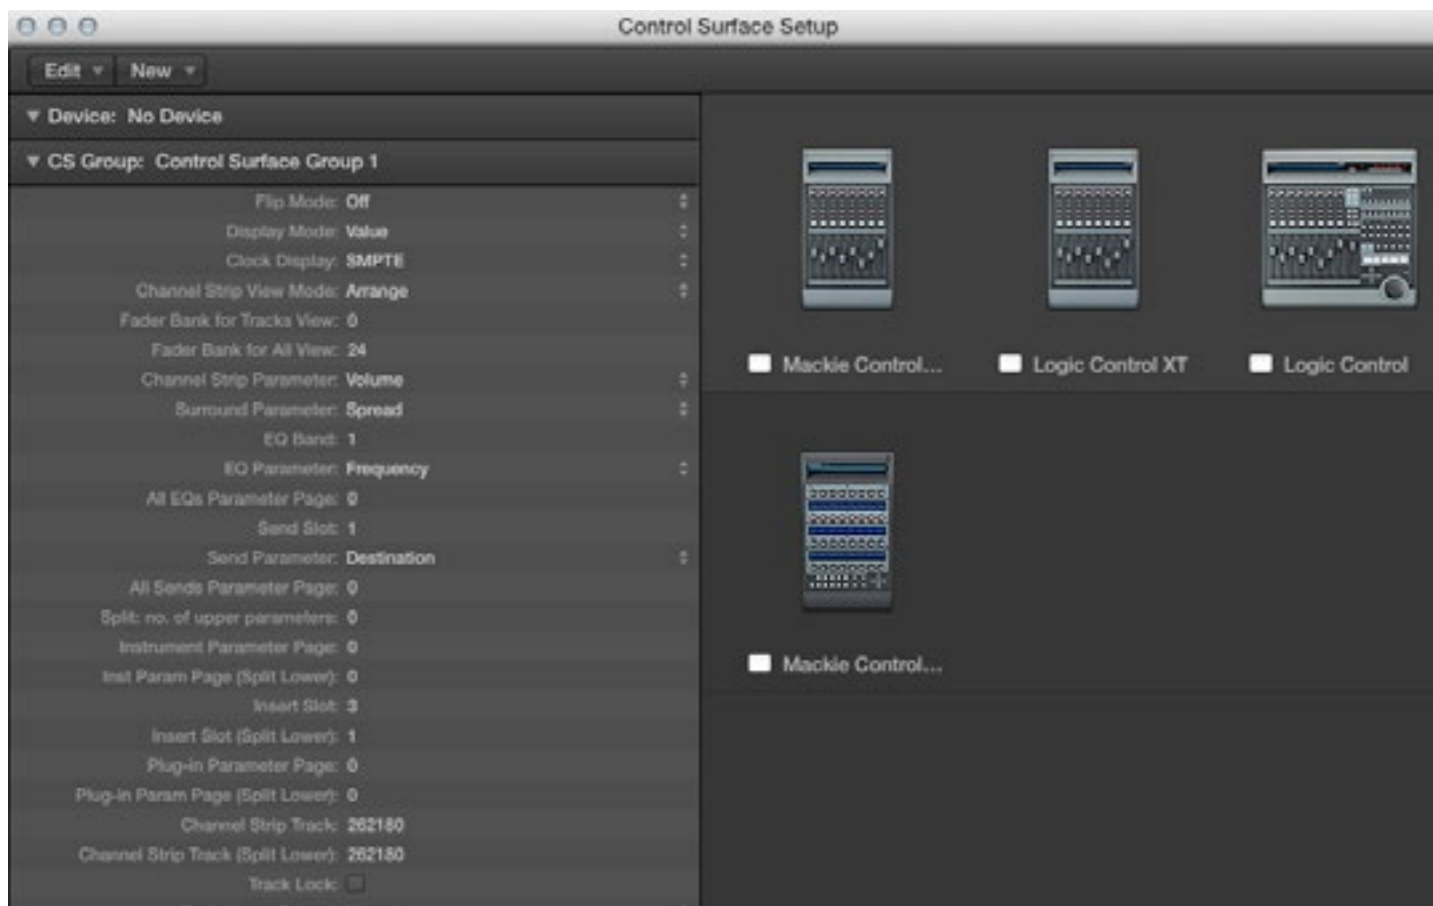 Control Surface Setup
Edit New
Device: No Device
CS Group: Control Surface Group 1
Flip Mode: Off
Display Mode: Value
Clock Display: SMPTE
Channel Strip View Mode: Arrange
Fader Bank for Tracks View: 0
Fader Bank for All View: 24
Channel Strip Parameter: Volume
Surround Parameter: Spread
EQ Band: 1
EQ Parameter: Frequency
All EQs Parameter Page: 0
Send Slot: 1
Send Parameter: Destination
All Sends Parameter Page: 0
Split: no. of upper parameters: 0
Instrument Parameter Page: 0
Inst Param Page (Split Lower): 0
Insert Slot: 3
Insert Slot (Split Lower): 1
Plug-in Parameter Page: 0
Plug-in Param Page (Split Lower): 0
Channel Strip Track: 262180
Channel Strip Track (Split Lower): 262180
Track Lock:
Mackie Control... Logic Control XT Logic Control
Mackie Control...